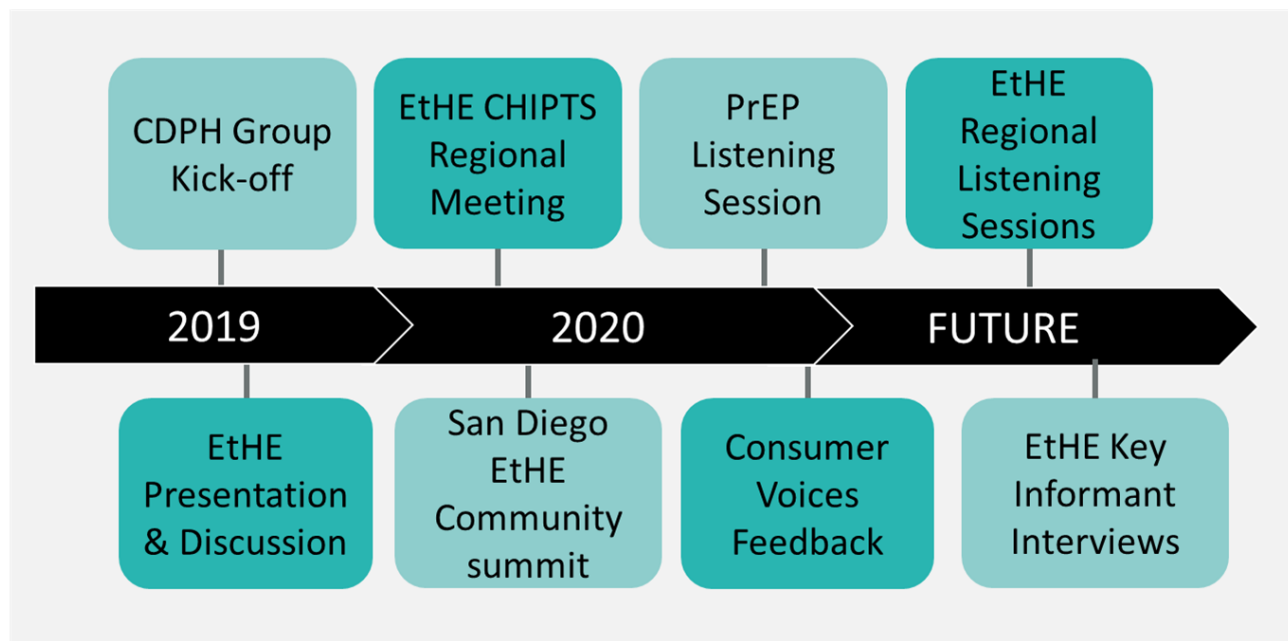 CDPH Group
Kick-off
EtHE CHIPTS
Regional
Meeting
PrEP
Listening
Session
EtHE
Regional
Listening
Sessions
2019
2020
FUTURE
EtHE
Presentation
& Discussion
San Diego
EtHE
Community
summit
Consumer
Voices
Feedback
EtHE Key
Informant
Interviews